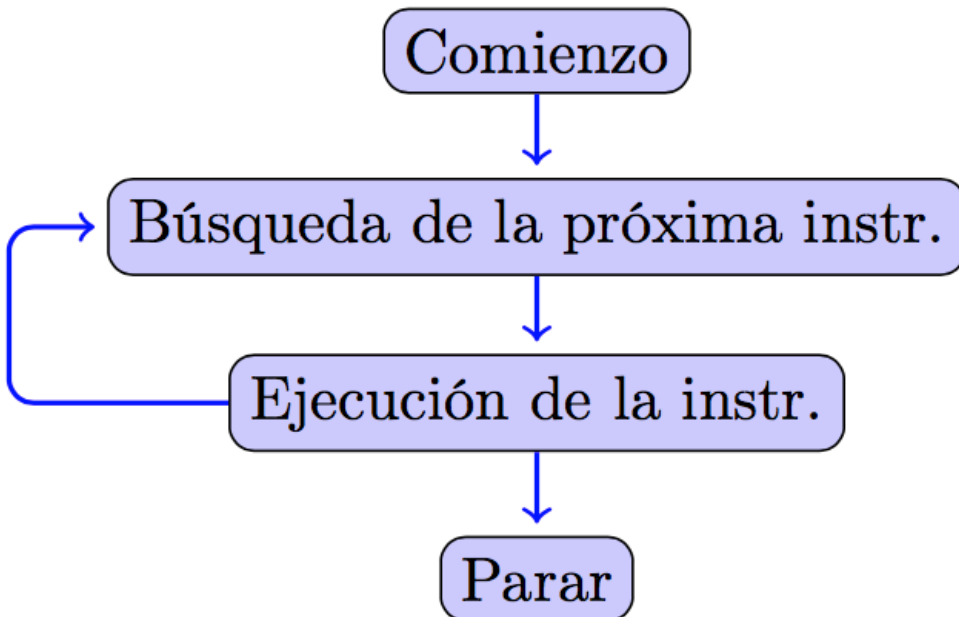 Comienzo
Búsqueda de la próxima instr.
Ejecución de la instr.
Parar